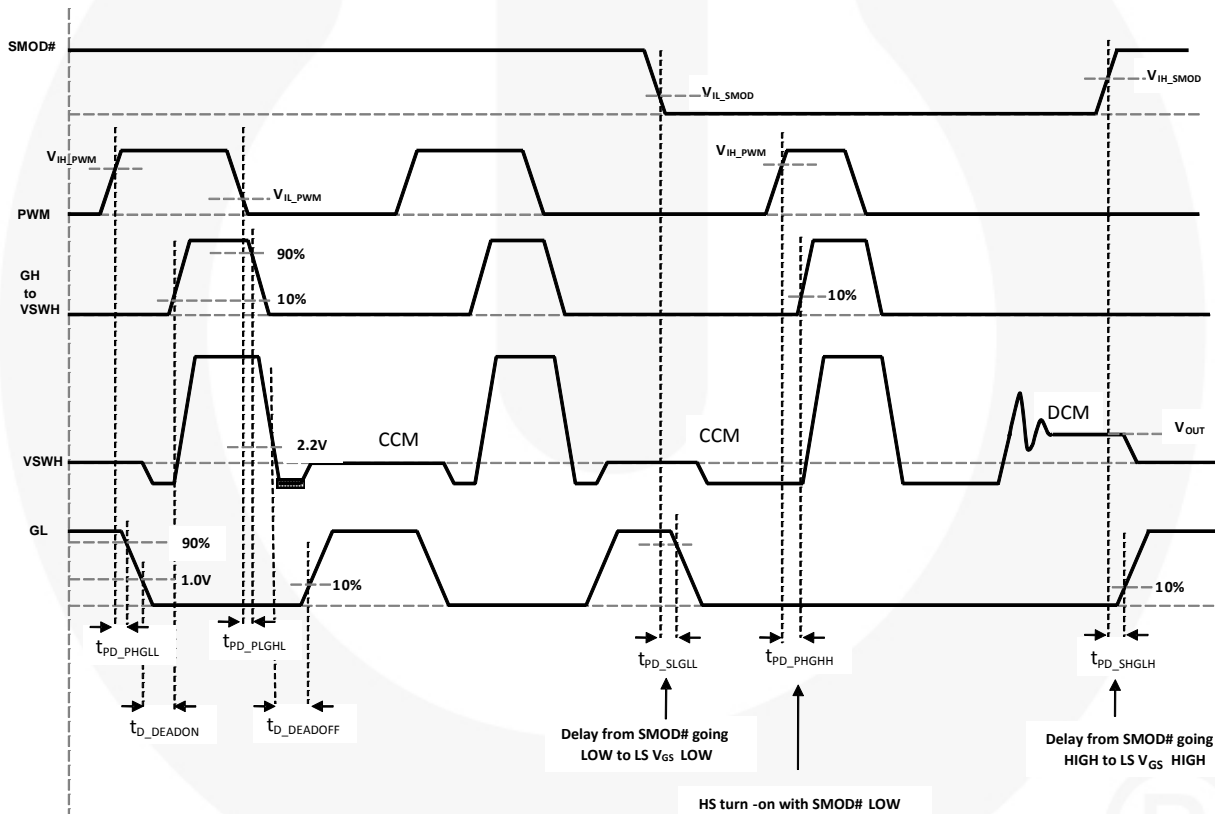 SMOD#
V_IL_SMOD
V_IH_SMOD
V_IH_PWM
V_IL_PWM
V_IH_PWM
PWM
90%
GH
to
VSWH
10%
10%
2.2V
CCM
CCM
DCM
V_OUT
VSWH
GL
90%
1.0V
10%
10%
t_PD_PHGLL
t_PD_PLGHL
t_PD_SLGLL
t_PD_PHGHH
t_PD_SHGLH
t_D_DEADON
t_D_DEADOFF
Delay from SMOD# going
LOW to LS V_GS LOW
Delay from SMOD# going
HIGH to LS V_GS HIGH
HS turn -on with SMOD# LOW
R